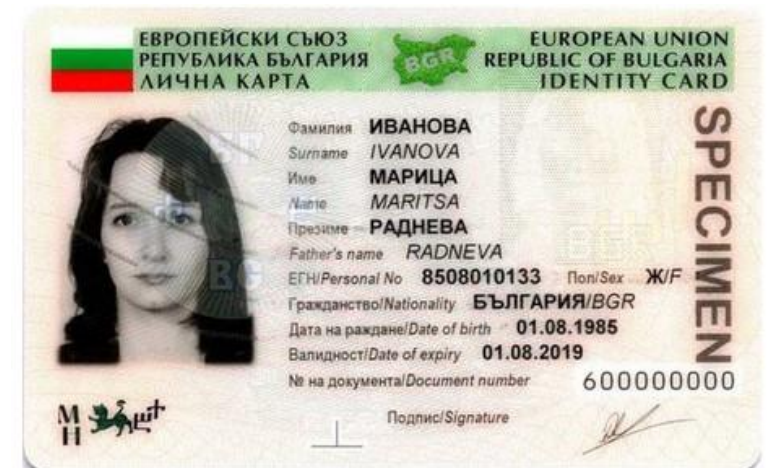 ЕВРОПЕЙСКИ СЪЮЗ
РЕПУБЛИКА БЪЛГАРИЯ
ЛИЧНА КАРТА
BGR
EUROPEAN UNION
REPUBLIC OF BULGARIA
IDENTITY CARD
Фамилия ИВАНОВА
Surname IVANOVA
Име МАРИЦА
Name MARITSA
Презиме РАДНЕВА
Father's name RADNEVA
ЕГН/Personal No 8508010133 Пол/Sex Ж/F
Гражданство/Nationality БЪЛГАРИЯ/BGR
Дата на раждане/Date of birth 01.08.1985
Валидност/Date of expiry 01.08.2019
№ на документа/Document number 600000000
Подпис/Signature
SPECIMEN
BGR
М
Н